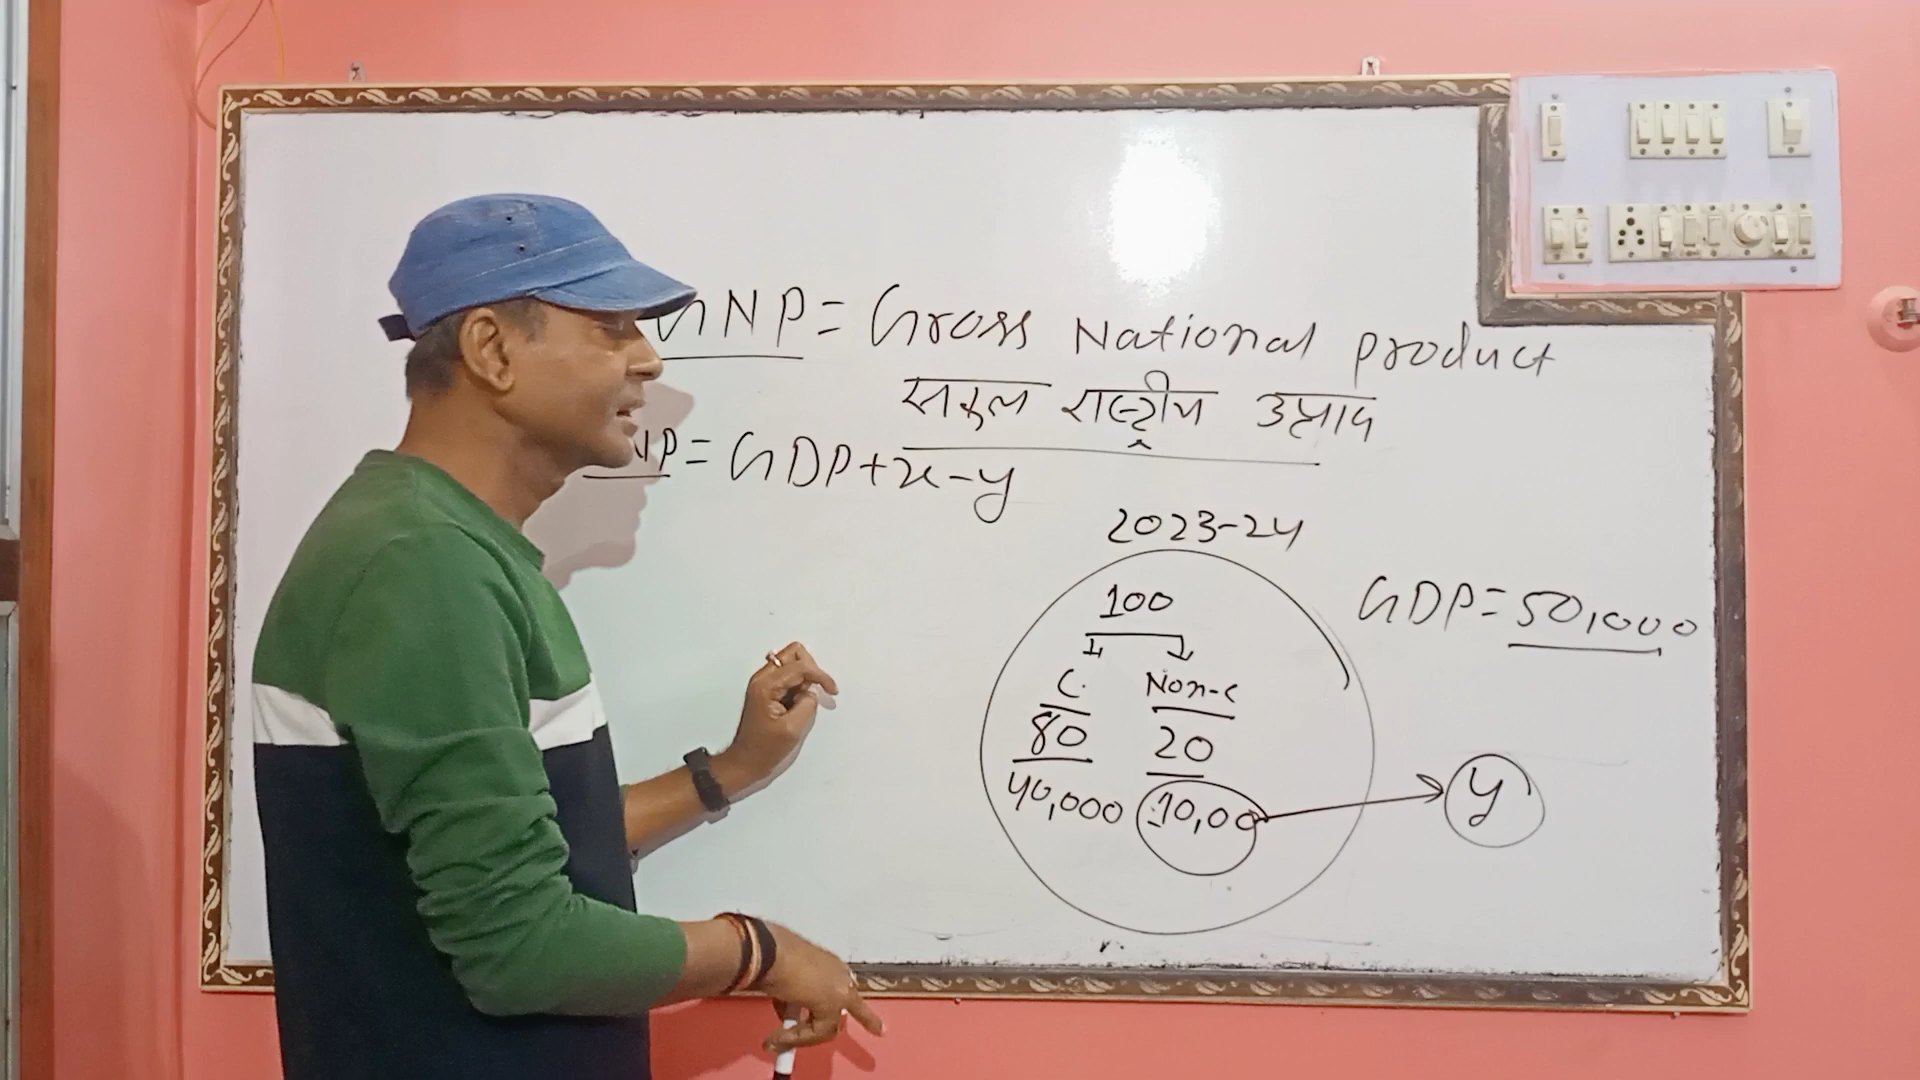 GNP = Gross National product
सकल राष्ट्रीय उत्पाद
NP = GDP + x - y
2023-24
100
GDP = 50,000
C. Non-C
80 20
40,000 10,00
y